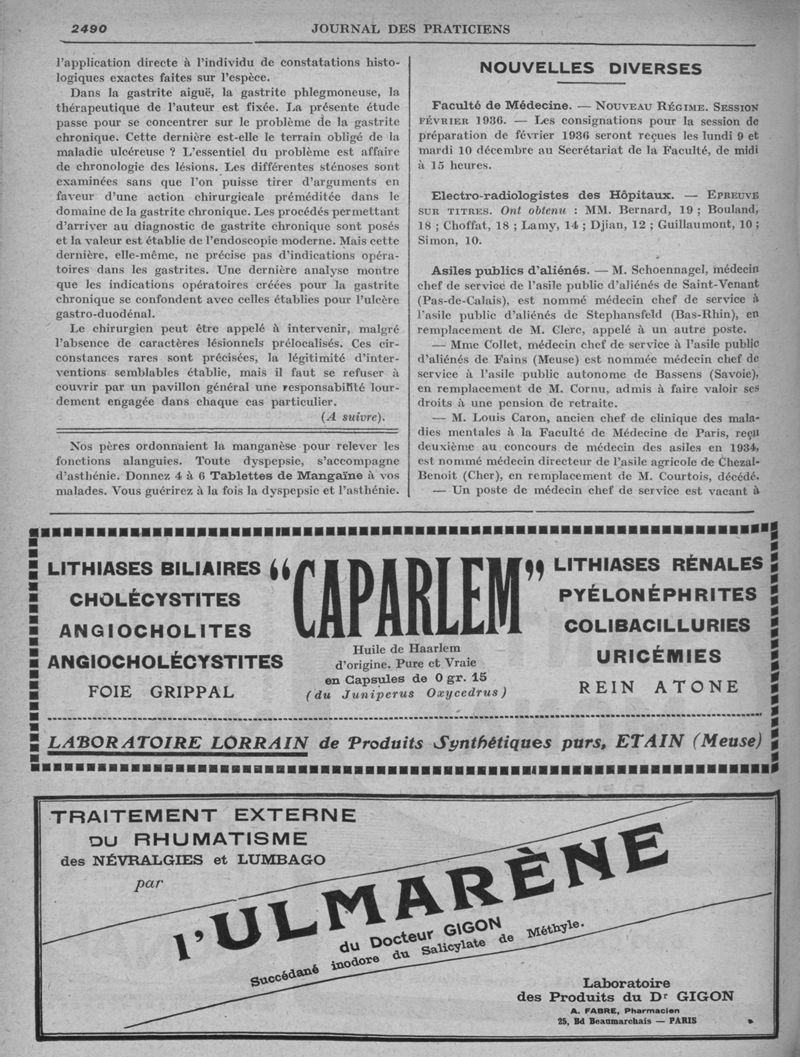 2490
JOURNAL DES PRATICIENS
l'application directe à l'individu de constatations histo-
logiques exactes faites sur l'espèce.
Dans la gastrite aiguë, la gastrite phlegmoneuse, la
thérapeutique de l'auteur est fixée. La présente étude
passe pour se concentrer sur le problème de la gastrite
chronique. Cette dernière est-elle le terrain obligé de la
maladie ulcéreuse ? L'essentiel du problème est affaire
de chronologie des lésions. Les différentes sténoses sont
examinées sans que l'on puisse tirer d'arguments en
faveur d'une action chirurgicale préméditée dans le
domaine de la gastrite chronique. Les procédés permettant
d'arriver au diagnostic de gastrite chronique sont posés
et la valeur est établie de l'endoscopie moderne. Mais cette
dernière, elle-même, ne précise pas d'indications opéra-
toires dans les gastrites. Une dernière analyse montre
que les indications opératoires créées pour la gastrite
chronique se confondent avec celles établies pour l'ulcère
gastro-duodénal.
Le chirurgien peut être appelé à intervenir, malgré
l'absence de caractères lésionnels prélocalisés. Ces cir-
constances rares sont précisées, la légitimité d'inter-
ventions semblables établie, mais il faut se refuser à
couvrir par un pavillon général une responsabilité lour-
dement engagée dans chaque cas particulier.
(A suivre).
Nos pères ordonnaient la manganèse pour relever les
fonctions alanguies. Toute dyspepsie, s'accompagne
d'asthénie. Donnez 4 à 6 Tablettes de Mangaïne à vos
malades. Vous guérirez à la fois la dyspepsie et l'asthénie.
NOUVELLES DIVERSES
Faculté de Médecine. — NOUVEAU RÉGIME. SESSION
FÉVRIER 1936. — Les consignations pour la session de
préparation de février 1936 seront reçues les lundi 9 et
mardi 10 décembre au Secrétariat de la Faculté, de midi
à 15 heures.
Electro-radiologistes des Hôpitaux. — EPREUVE
SUR TITRES. Ont obtenu : MM. Bernard, 19 ; Bouland,
18 ; Choffat, 18 ; Lamy, 14 ; Djian, 12 ; Guillaumont, 10 ;
Simon, 10.
Asiles publics d'aliénés. — M. Schoennagel, médecin
chef de service de l'asile public d'aliénés de Saint-Venant
(Pas-de-Calais), est nommé médecin chef de service à
l'asile public d'aliénés de Stephansfeld (Bas-Rhin), en
remplacement de M. Clerc, appelé à un autre poste.
— Mme Collet, médecin chef de service à l'asile public
d'aliénés de Fains (Meuse) est nommée médecin chef de
service à l'asile public autonome de Bassens (Savoie),
en remplacement de M. Cornu, admis à faire valoir ses
droits à une pension de retraite.
— M. Louis Caron, ancien chef de clinique des mala-
dies mentales à la Faculté de Médecine de Paris, reçu
deuxième au concours de médecin des asiles en 1934,
est nommé médecin directeur de l'asile agricole de Chezal-
Benoit (Cher), en remplacement de M. Courtois, décédé.
— Un poste de médecin chef de service est vacant à
LITHIASES BILIAIRES
CHOLÉCYSTITES
ANGIOCHOLITES
ANGIOCHOLÉCYSTITES
FOIE GRIPPAL
"CAPARLEM"
Huile de Haarlem
d'origine. Pure et Vraie
en Capsules de 0 gr. 15
(du Juniperus Oxycedrus)
LITHIASES RÉNALES
PYÉLONÉPHRITES
COLIBACILLURIES
URICÉMIES
REIN ATONE
LABORATOIRE LORRAIN de Produits Synthétiques purs, ETAIN (Meuse)
TRAITEMENT EXTERNE
DU RHUMATISME
des NÉVRALGIES et LUMBAGO
par
l'ULMARÈNE
du Docteur GIGON
Succédané inodore du Salicylate de Méthyle.
Laboratoire
des Produits du Dr GIGON
A. FABRE, Pharmacien
25, Bd Beaumarchais — PARIS